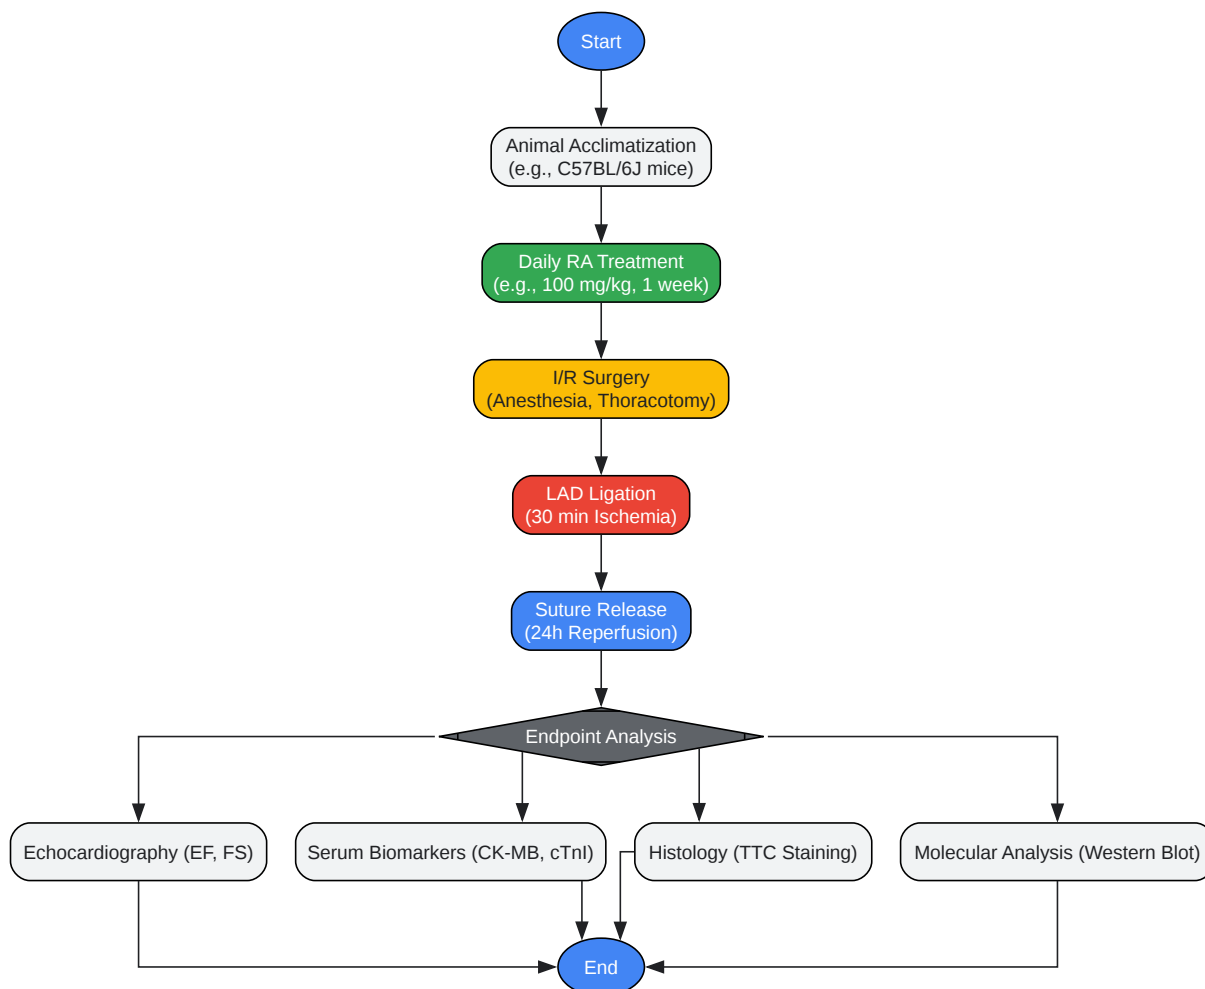 Start
Animal Acclimatization
(e.g., C57BL/6J mice)
Daily RA Treatment
(e.g., 100 mg/kg, 1 week)
I/R Surgery
(Anesthesia, Thoracotomy)
LAD Ligation
(30 min Ischemia)
Suture Release
(24h Reperfusion)
Endpoint Analysis
Echocardiography (EF, FS)
Serum Biomarkers (CK-MB, cTnI)
Histology (TTC Staining)
Molecular Analysis (Western Blot)
End